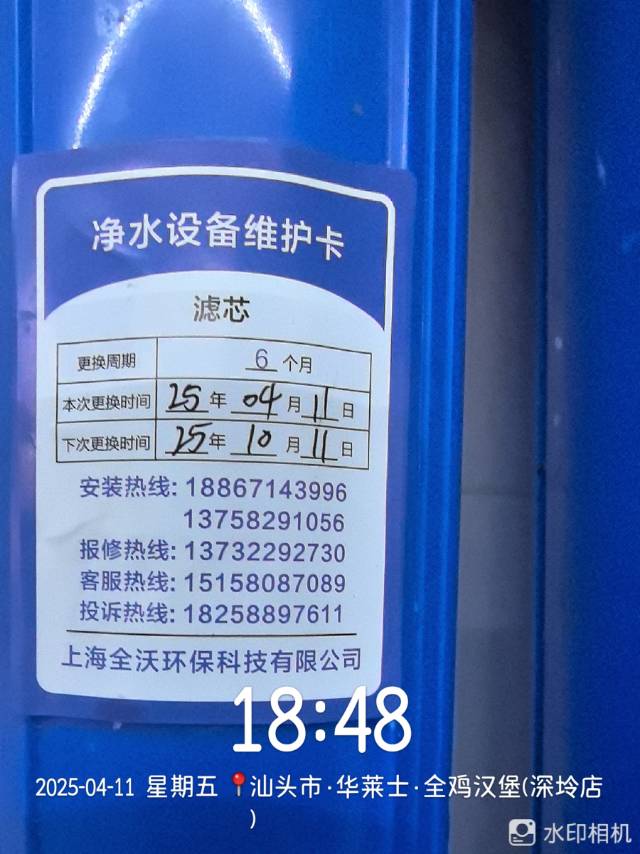 净水设备维护卡
滤芯
更换周期 6 个月
本次更换时间 25 年 04 月 11 日
下次更换时间 25 年 10 月 11 日
安装热线: 18867143996
13758291056
报修热线: 13732292730
客服热线: 15158087089
投诉热线: 18258897611
上海全沃环保科技有限公司
18:48
2025-04-11 星期五 📍汕头市·华莱士·全鸡汉堡(深坽店
)
水印相机